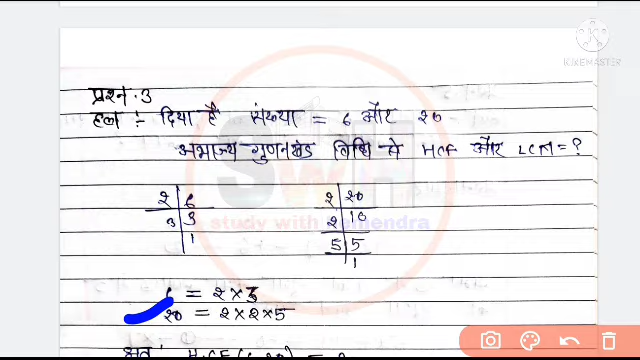 KINEMASTER
प्रश्न.3
हल :- दिया है संख्या = 6 और 20
अभाज्य गुणनखंड विधि से HCF और LCM = ?
2 | 6 2 | 20
3 | 3 2 | 10
| 1 5 | 5
| 1
study with
6 = 2 × 3
20 = 2 × 2 × 5
अतः H.C.F